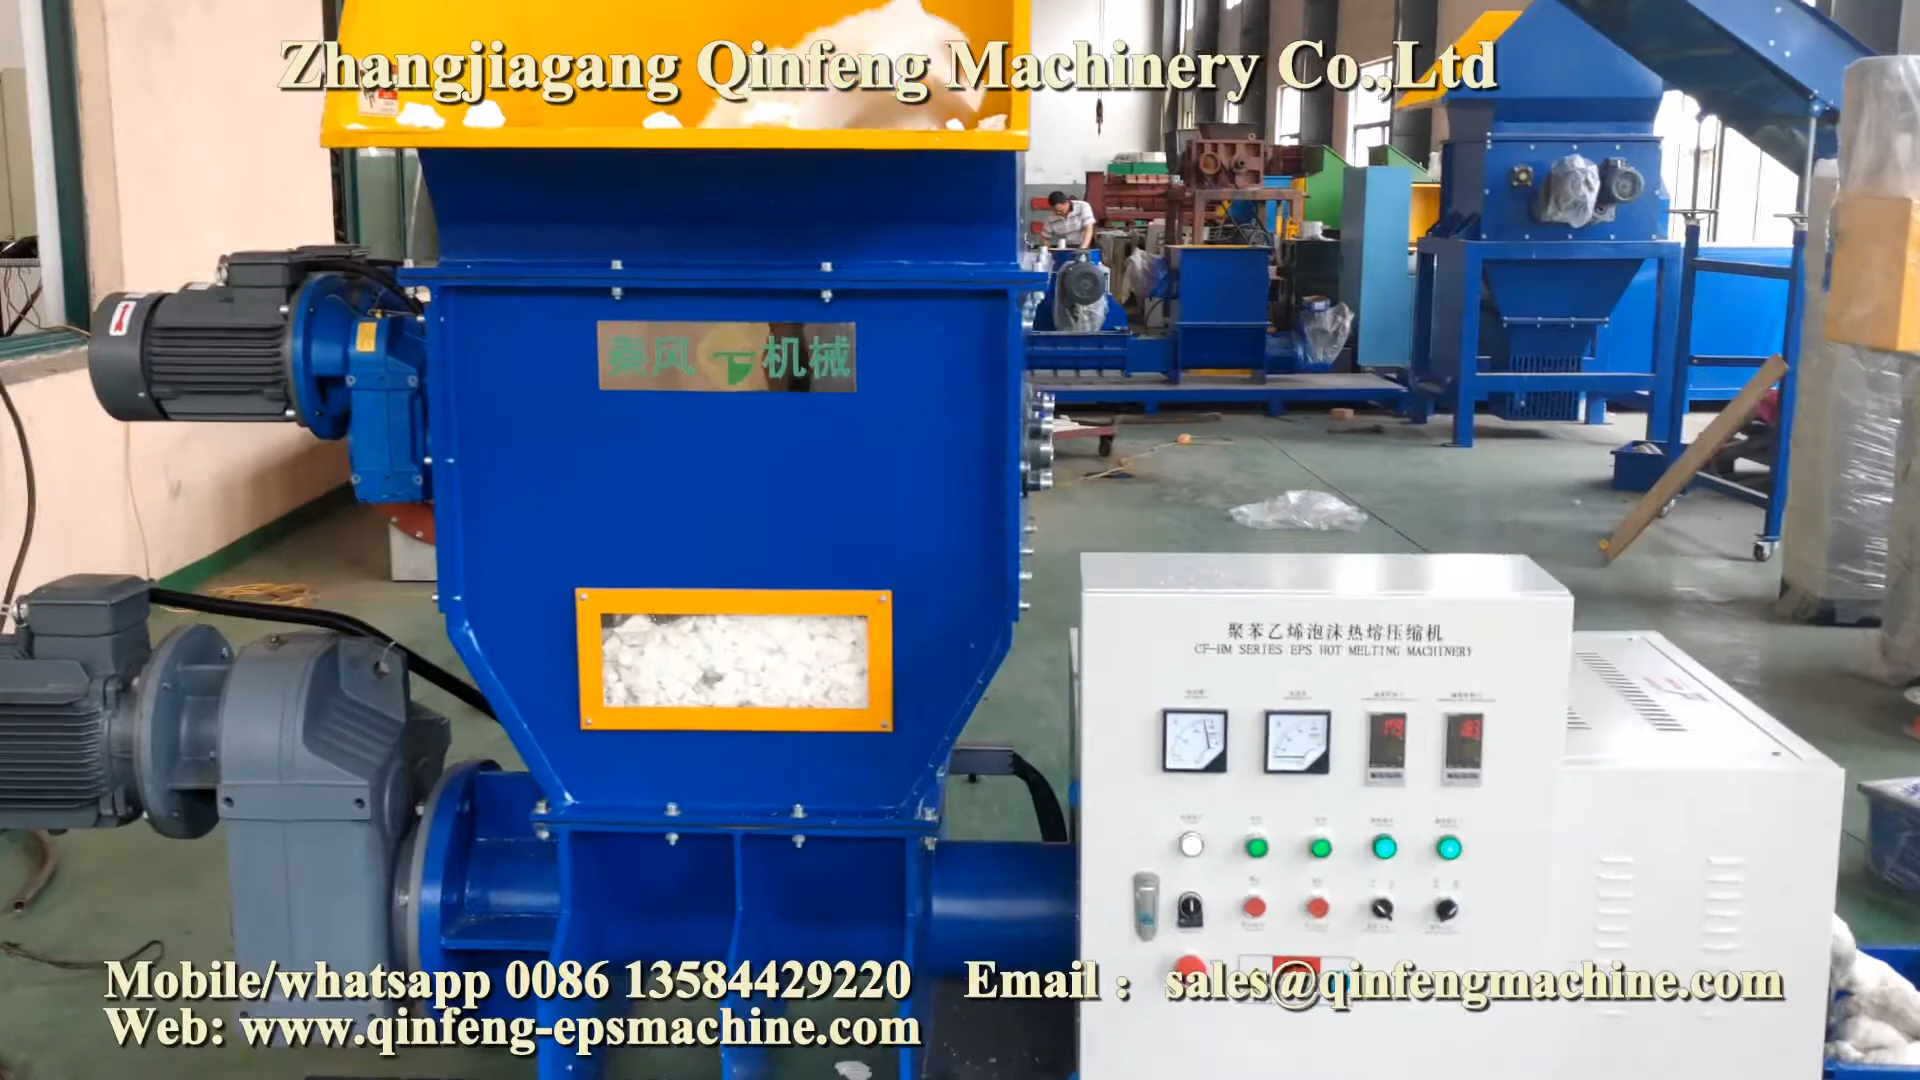 Zhangjiagang Qinfeng Machinery Co.,Ltd
秦风 机械
聚苯乙烯泡沫热熔压缩机
CF-HM SERIES EPS HOT MELTING MACHINERY
Mobile/whatsapp 0086 13584429220 Email : sales@qinfengmachine.com
Web: www.qinfeng-epsmachine.com